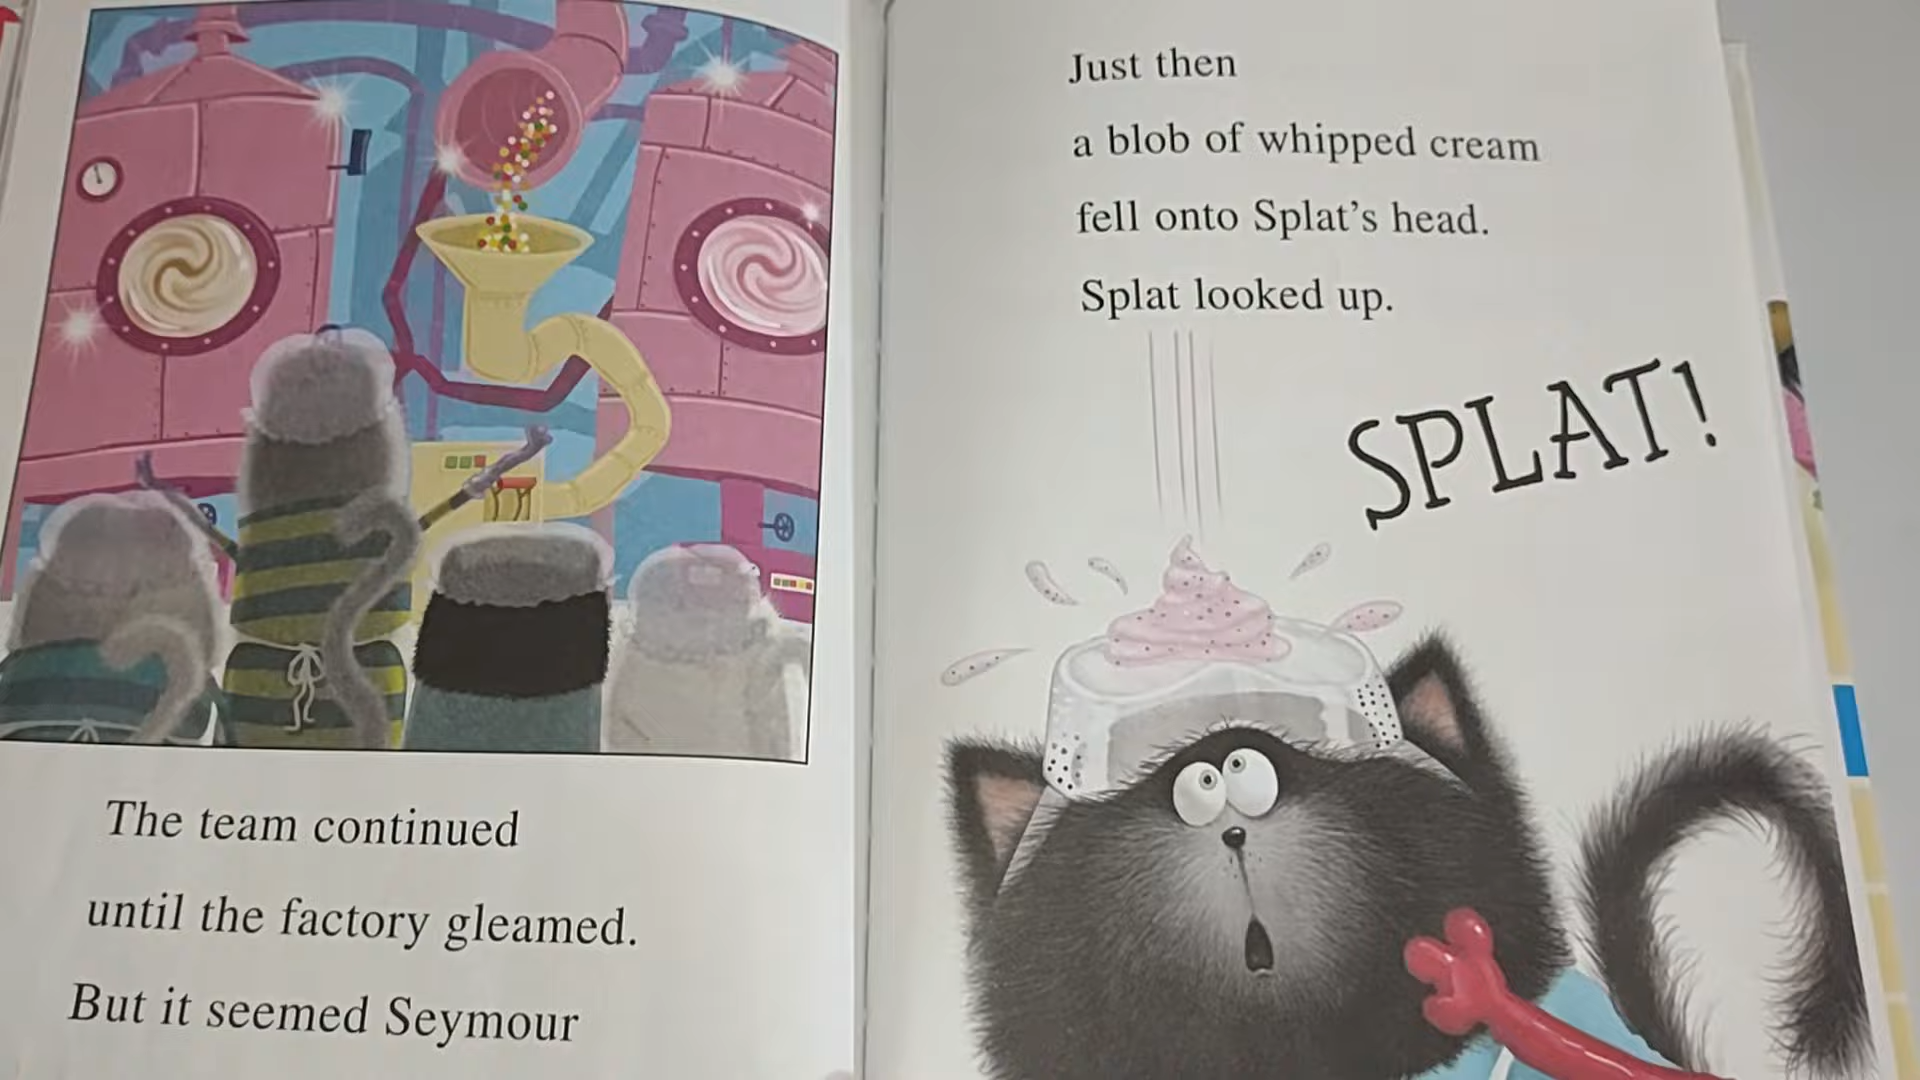 The team continued
until the factory gleamed.
But it seemed Seymour
Just then
a blob of whipped cream
fell onto Splat's head.
Splat looked up.
SPLAT!